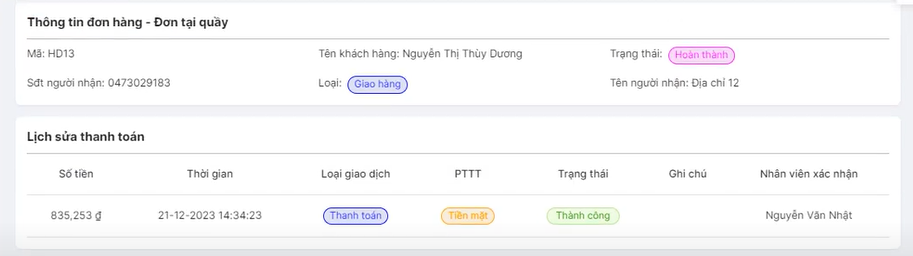 Thông tin đơn hàng - Đơn tại quầy
Mã: HD13 Tên khách hàng: Nguyễn Thị Thùy Dương Trạng thái: Hoàn thành
Sđt người nhận: 0473029183 Loại: Giao hàng Tên người nhận: Địa chỉ 12
Lịch sửa thanh toán
Số tiền Thời gian Loại giao dịch PTTT Trạng thái Ghi chú Nhân viên xác nhận
835,253 ₫ 21-12-2023 14:34:23 Thanh toán Tiền mặt Thành công Nguyễn Văn Nhật